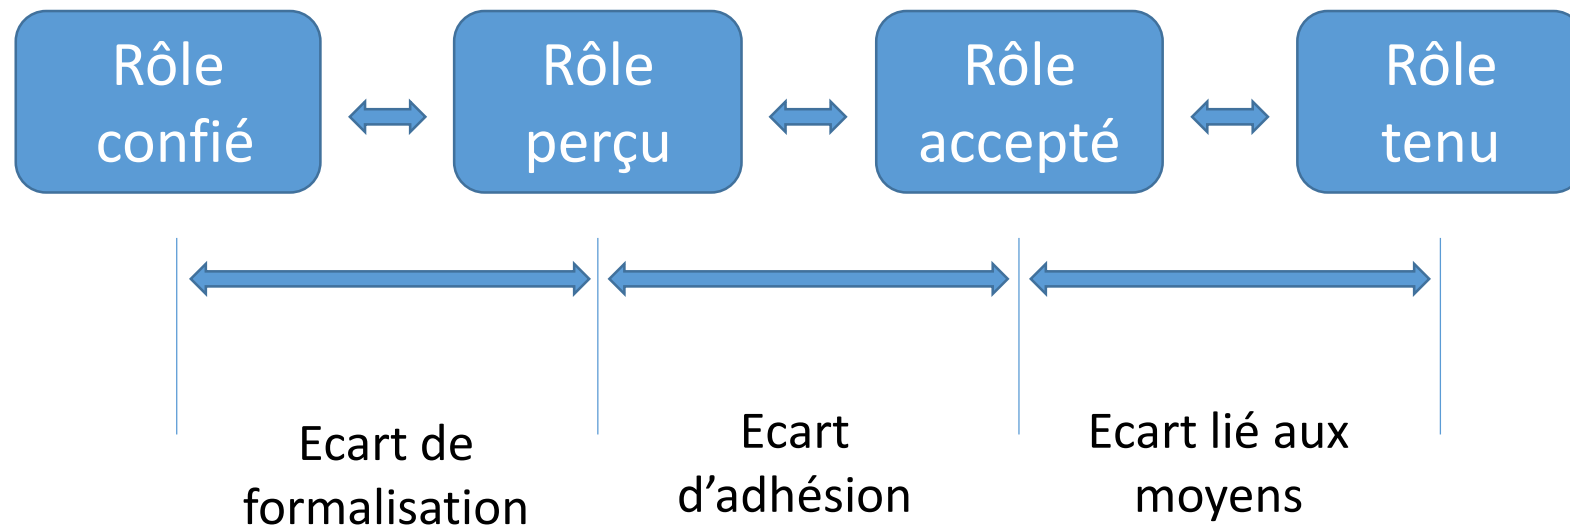 Rôle
confié
Rôle
perçu
Rôle
accepté
Rôle
tenu
Ecart de
formalisation
Ecart
d’adhésion
Ecart lié aux
moyens